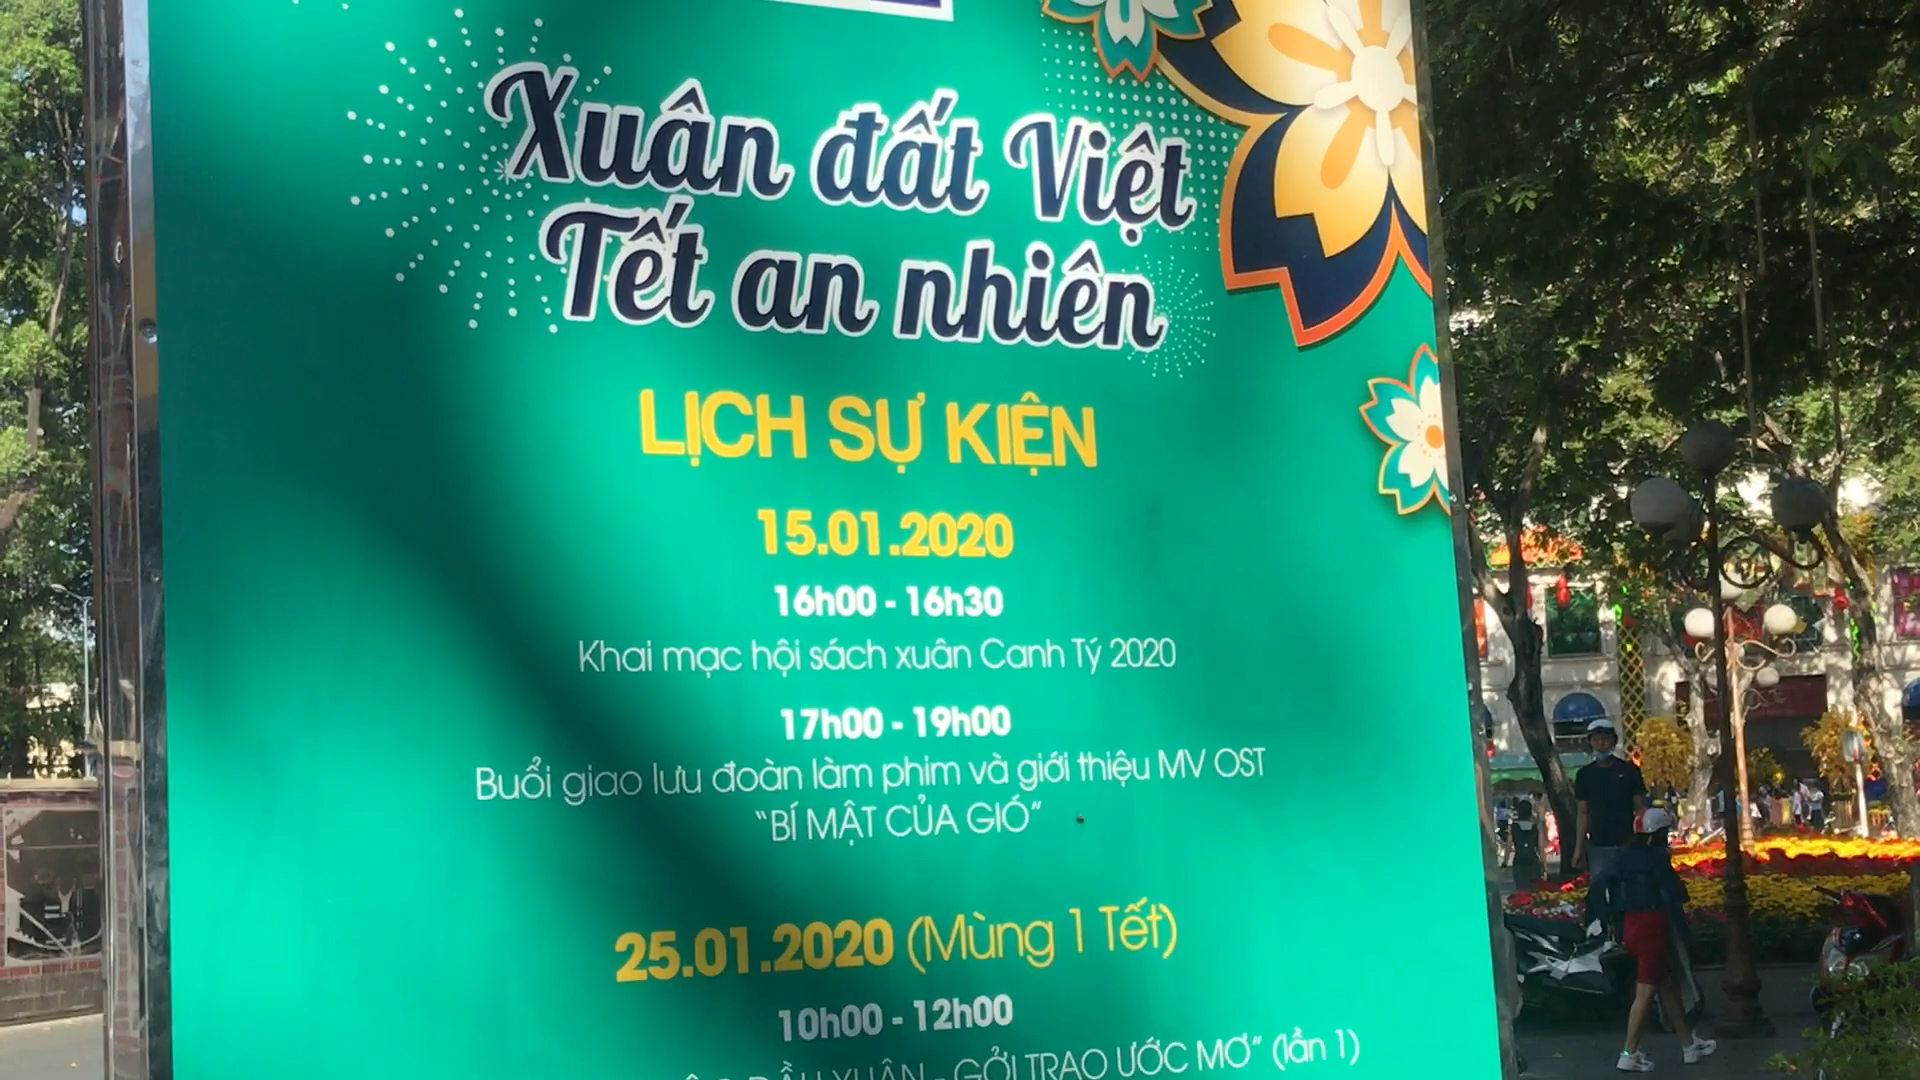 Xuân đất Việt
Tết an nhiên
LỊCH SỰ KIỆN
15.01.2020
16h00 - 16h30
Khai mạc hội sách xuân Canh Tý 2020
17h00 - 19h00
Buổi giao lưu đoàn làm phim và giới thiệu MV OST
“BÍ MẬT CỦA GIÓ”
25.01.2020 (Mùng 1 Tết)
10h00 - 12h00
ĐẦU XUÂN - GỞI TRAO ƯỚC MƠ” (lần 1)